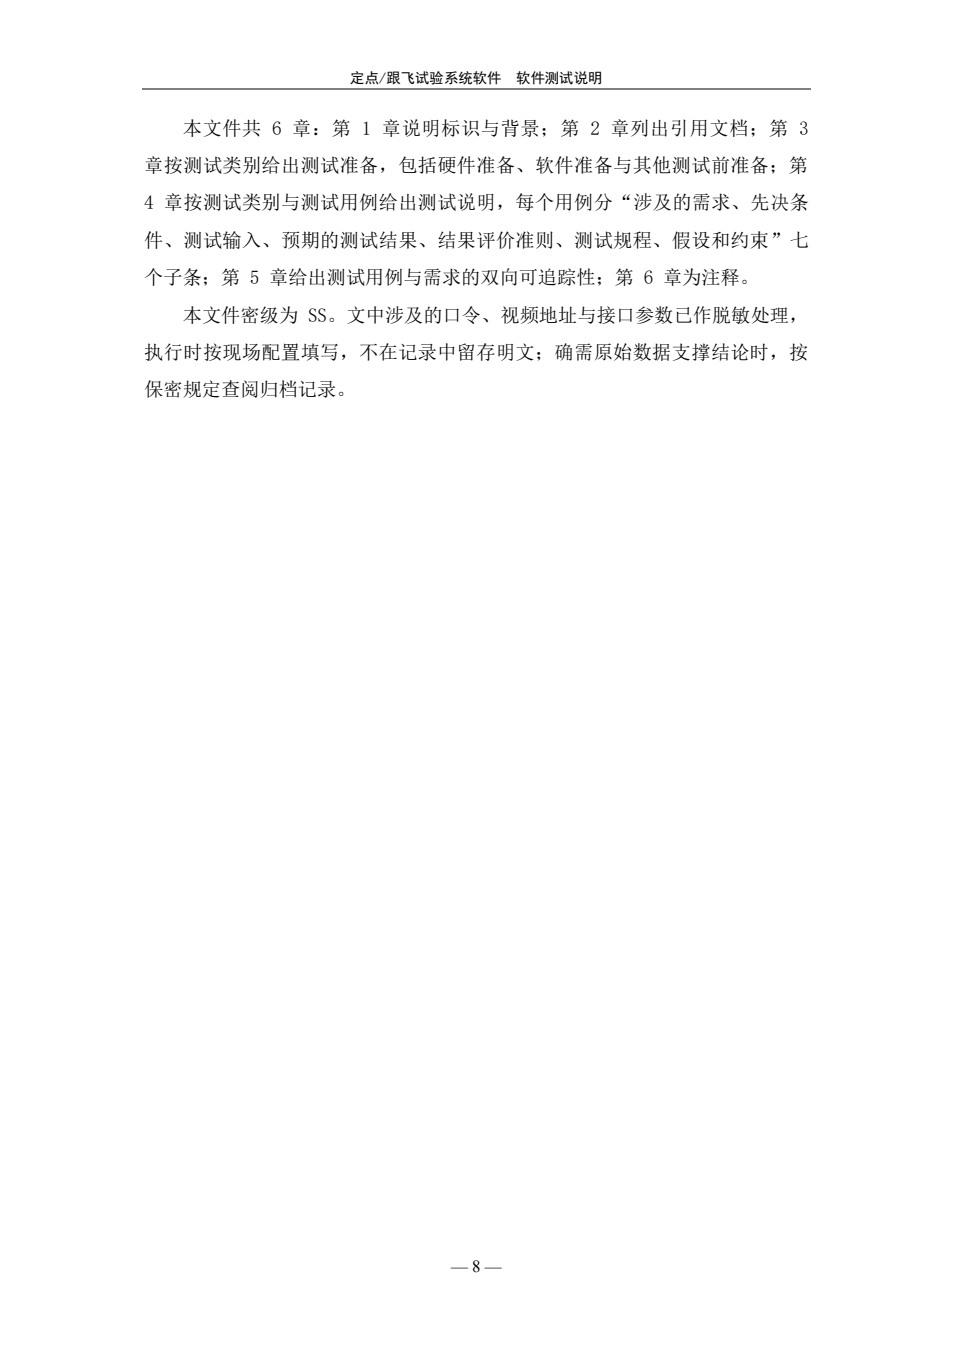 定点/跟飞试验系统软件　软件测试说明
本文件共 6 章：第 1 章说明标识与背景；第 2 章列出引用文档；第 3
章按测试类别给出测试准备，包括硬件准备、软件准备与其他测试前准备；第
4 章按测试类别与测试用例给出测试说明，每个用例分“涉及的需求、先决条
件、测试输入、预期的测试结果、结果评价准则、测试规程、假设和约束”七
个子条；第 5 章给出测试用例与需求的双向可追踪性；第 6 章为注释。
本文件密级为 SS。文中涉及的口令、视频地址与接口参数已作脱敏处理，
执行时按现场配置填写，不在记录中留存明文；确需原始数据支撑结论时，按
保密规定查阅归档记录。
— 8 —